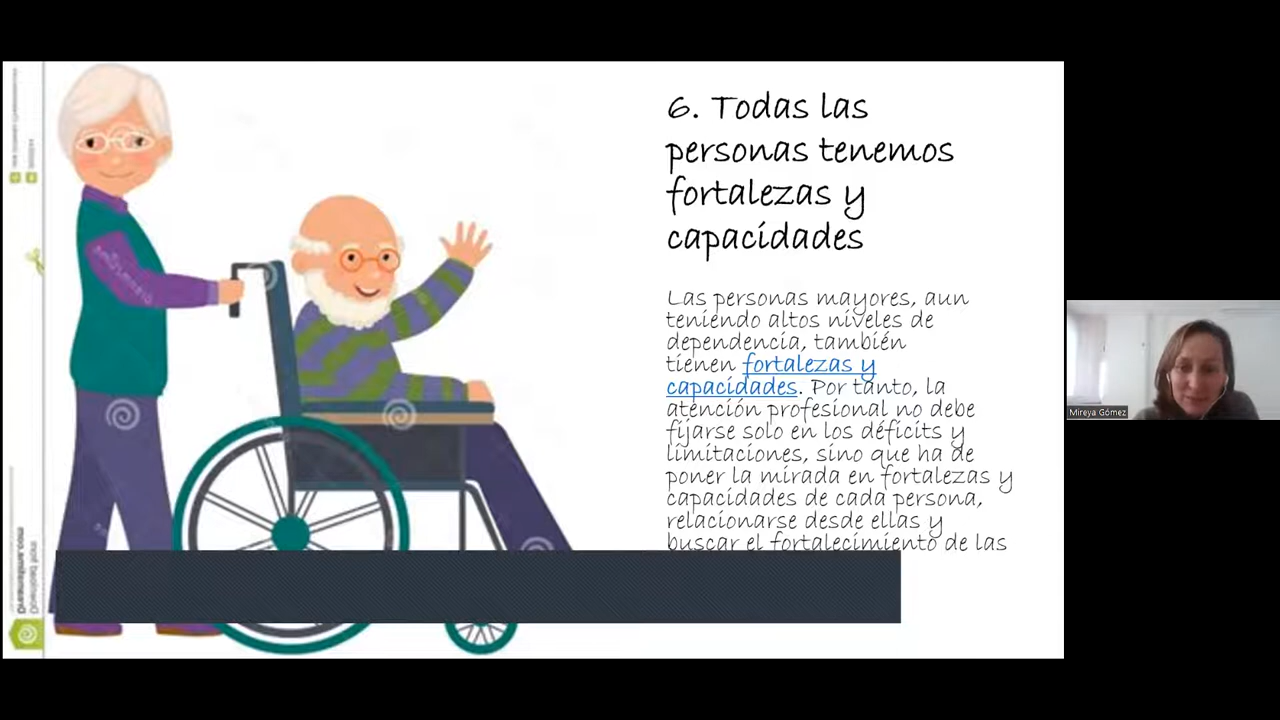 6. Todas las
personas tenemos
fortalezas y
capacidades
Las personas mayores, aun
teniendo altos niveles de
dependencia, también
tienen fortalezas y
capacidades. Por tanto, la
atención profesional no debe
fijarse solo en los déficits y
limitaciones, sino que ha de
poner la mirada en fortalezas y
capacidades de cada persona,
relacionarse desde ellas y
buscar el fortalecimiento de las
Mireya Gómez